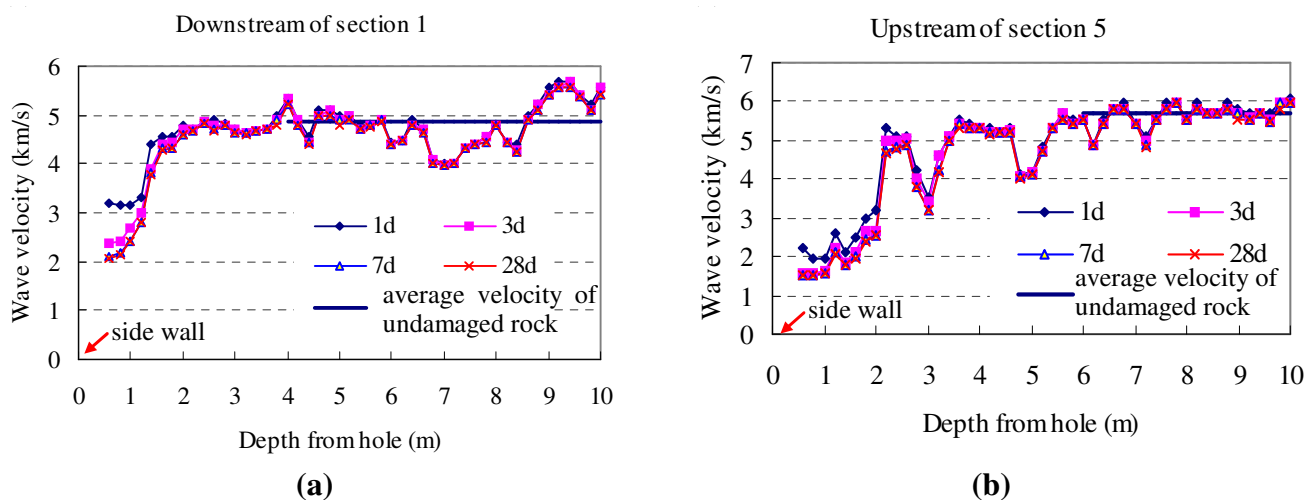 Downstream of section 1
Wave velocity (km/s)
6
5
4
3
2
1
0
1d
3d
7d
28d
average velocity of
undamaged rock
side wall
0 1 2 3 4 5 6 7 8 9 10
Depth from hole (m)
(a)
Upstream of section 5
Wave velocity (km/s)
7
6
5
4
3
2
1
0
1d
3d
7d
28d
average velocity of
undamaged rock
side wall
0 1 2 3 4 5 6 7 8 9 10
Depth from hole (m)
(b)